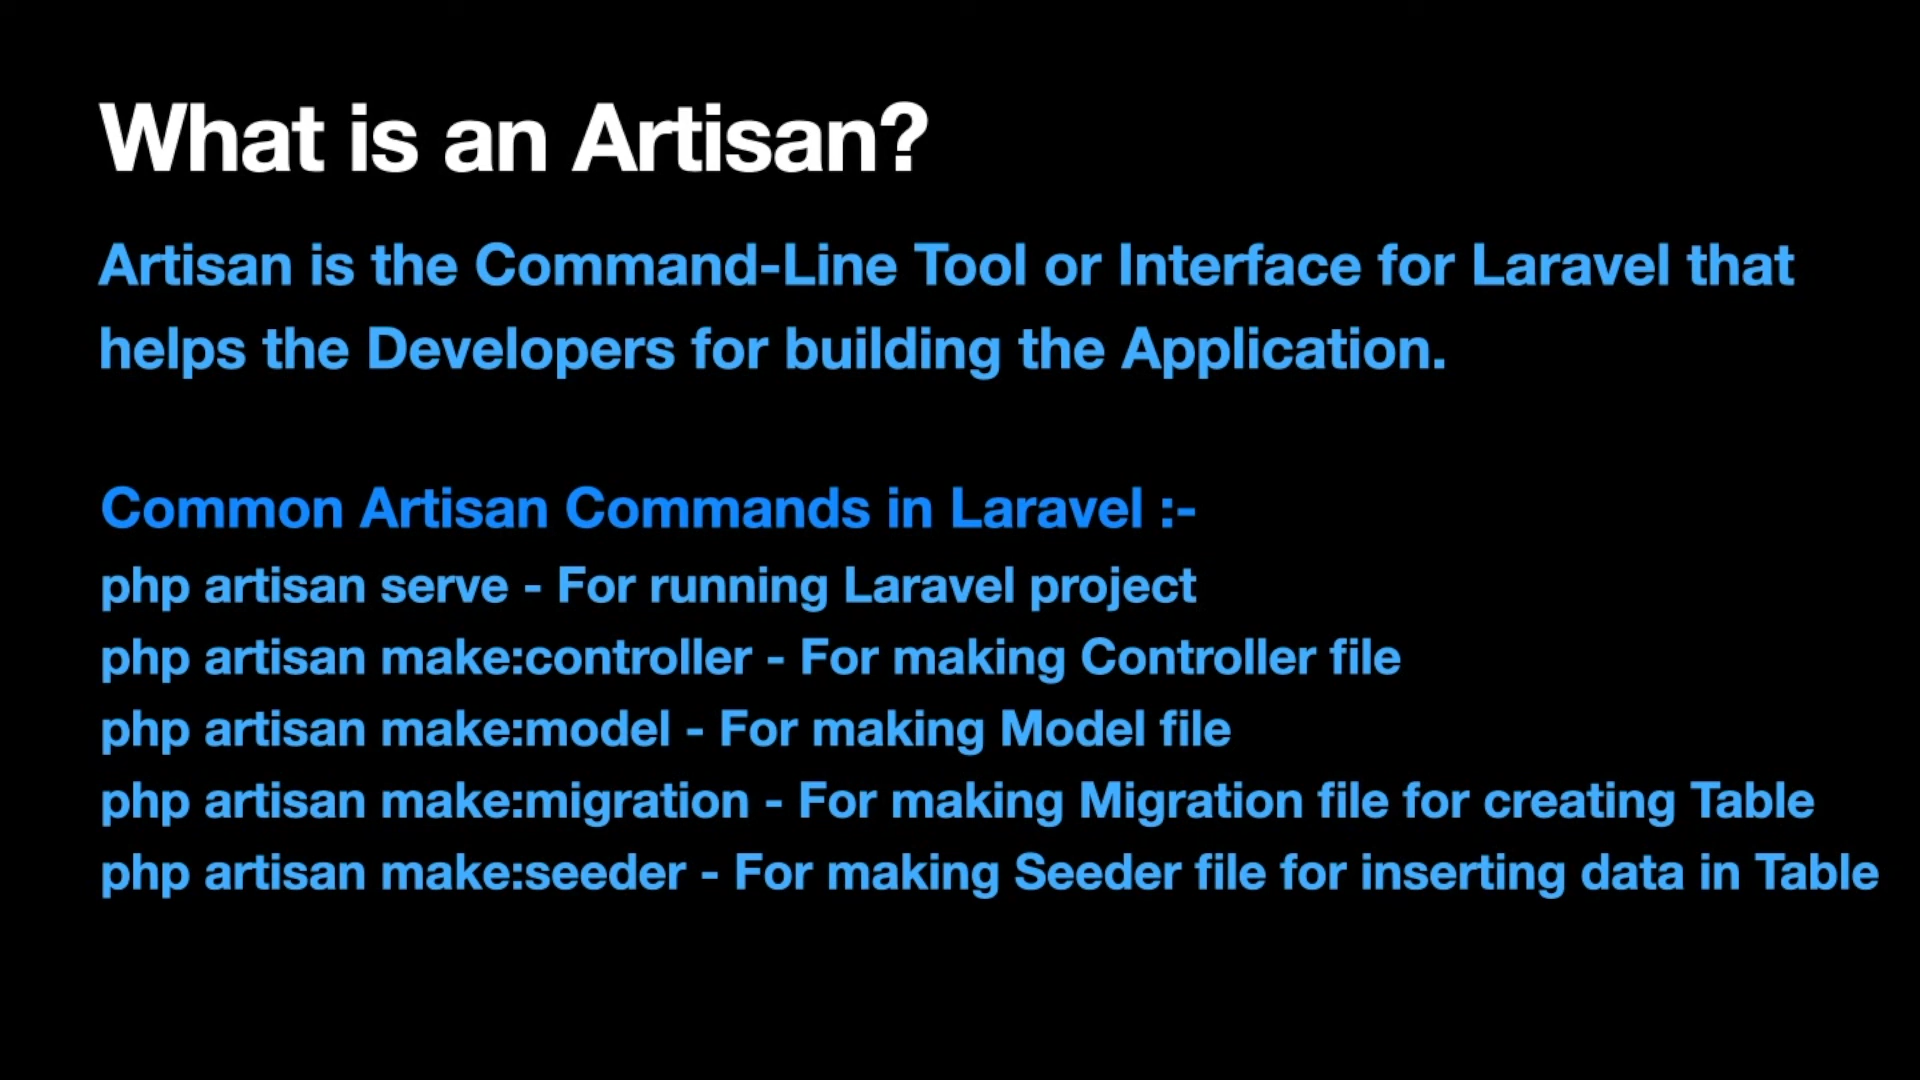 What is an Artisan?
Artisan is the Command-Line Tool or Interface for Laravel that
helps the Developers for building the Application.
Common Artisan Commands in Laravel :-
php artisan serve - For running Laravel project
php artisan make:controller - For making Controller file
php artisan make:model - For making Model file
php artisan make:migration - For making Migration file for creating Table
php artisan make:seeder - For making Seeder file for inserting data in Table